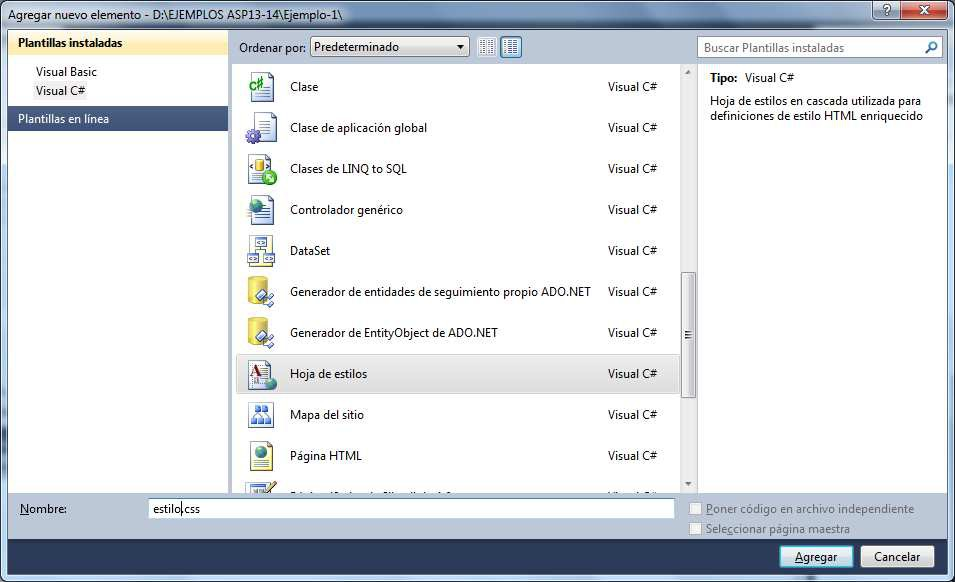 Agregar nuevo elemento - D:\EJEMPLOS ASP13-14\Ejemplo-1\
Plantillas instaladas
Visual Basic
Visual C#
Plantillas en línea
Ordenar por: Predeterminado
Buscar Plantillas instaladas
Clase Visual C#
Clase de aplicación global Visual C#
Clases de LINQ to SQL Visual C#
Controlador genérico Visual C#
DataSet Visual C#
Generador de entidades de seguimiento propio ADO.NET Visual C#
Generador de EntityObject de ADO.NET Visual C#
Hoja de estilos Visual C#
Mapa del sitio Visual C#
Página HTML Visual C#
Tipo: Visual C#
Hoja de estilos en cascada utilizada para
definiciones de estilo HTML enriquecido
Nombre: estilo.css
Poner código en archivo independiente
Seleccionar página maestra
Agregar Cancelar